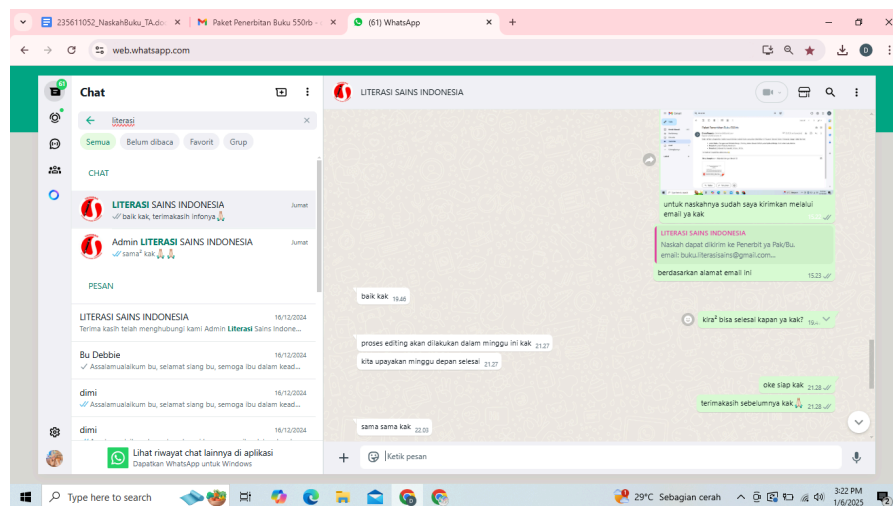 235611052_NaskahBuku_TA.do
Paket Penerbitan Buku 550rb -
(61) WhatsApp
web.whatsapp.com
Chat
LITERASI SAINS INDONESIA
literasi
Semua
Belum dibaca
Favorit
Grup
CHAT
LITERASI SAINS INDONESIA
Jumat
baik kak, terimakasih infonya🙏
Admin LITERASI SAINS INDONESIA
Jumat
sama² kak 🙏 🙏
PESAN
LITERASI SAINS INDONESIA
16/12/2024
Terima kasih telah menghubungi kami Admin Literasi Sains Indone...
Bu Debbie
16/12/2024
Assalamualaikum bu, selamat siang bu, semoga Ibu dalam kead...
dimi
16/12/2024
Assalamualaikum bu, selamat siang bu, semoga Ibu dalam kead...
dimi
16/12/2024
Lihat riwayat chat lainnya di aplikasi
Dapatkan WhatsApp untuk Windows
untuk naskahnya sudah saya kirimkan melalui
email ya kak
LITERASI SAINS INDONESIA
Naskah dapat dikirim ke Penerbit ya Pak/Bu.
email: buku.literasisains@gmail.com...
berdasarkan alamat email ini
15.23
baik kak
19.46
kira² bisa selesai kapan ya kak?
proses editing akan dilakukan dalam minggu ini kak
21.27
kita upayakan minggu depan selesai
21.27
oke siap kak
21.28
terimakasih sebelumnya kak🙏
21.28
sama sama kak
22.03
Ketik pesan
Type here to search
29°C Sebagian cerah
3:22 PM
1/6/2025